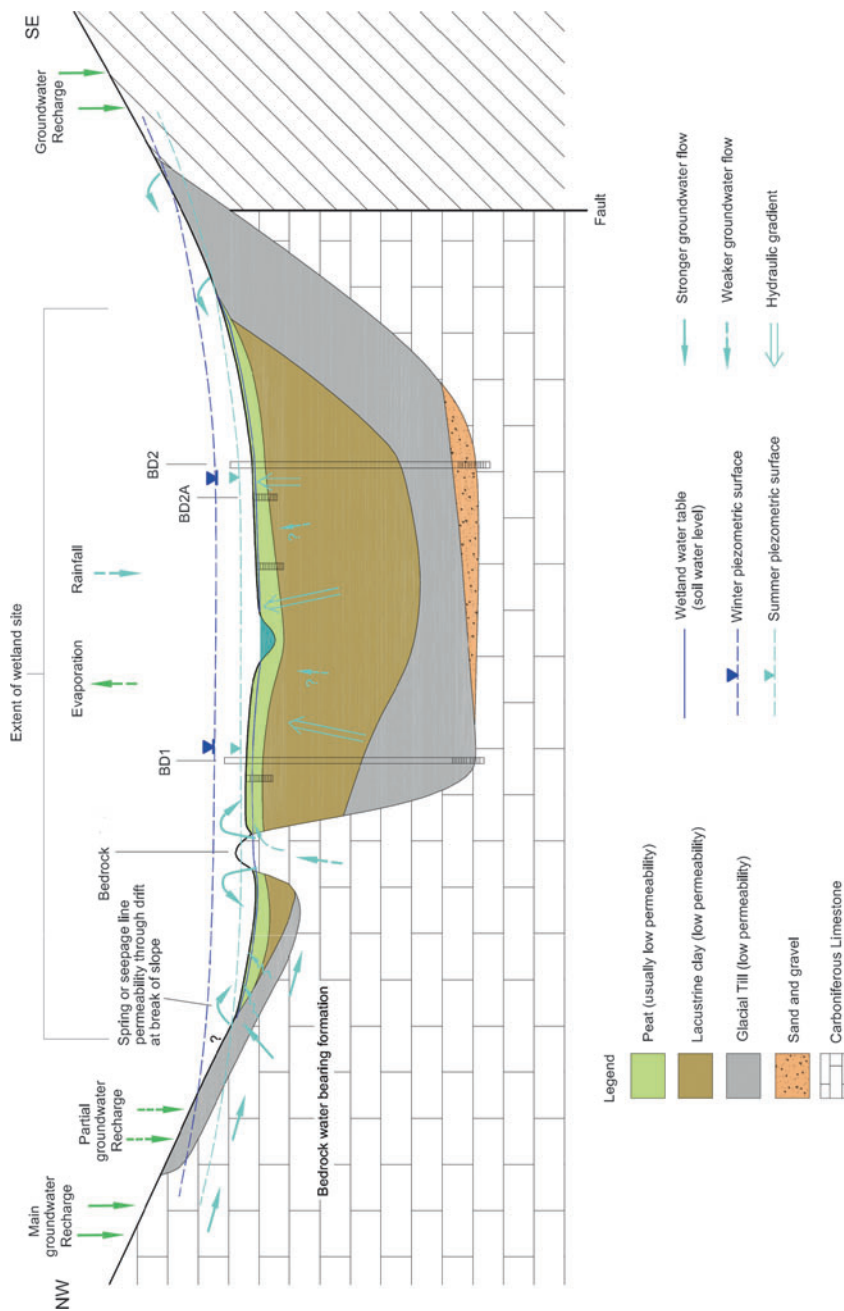 NW
SE
Main
groundwater
Recharge
Partial
groundwater
Recharge
Spring or seepage line
permeability through drift
at break of slope
?
Bedrock
Extent of wetland site
BD1
Evaporation
Rainfall
BD2A
BD2
Groundwater
Recharge
?
?
Bedrock water bearing formation
Fault
Legend
Peat (usually low permeability)
Lacustrine clay (low permeability)
Glacial Till (low permeability)
Sand and gravel
Carboniferous Limestone
Wetland water table
(soil water level)
Winter piezometric surface
Summer piezometric surface
Stronger groundwater flow
Weaker groundwater flow
Hydraulic gradient